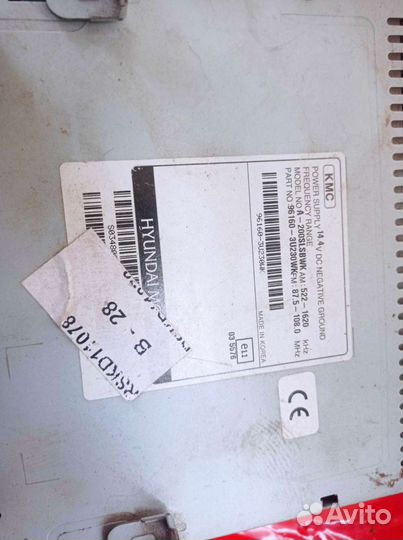 KMC
POWER SUPPLY 14.4V DC NEGATIVE GROUND
FREQUENCY RANGE AM: 522-1620 kHz
FM: 87.5-108.0 MHz
MODEL NO A-200SLSBWK
PART NO 96160-3U230WK
96160-3U230WK
MADE IN KOREA
e11
03 5576
HYUNDAI
B-28
CE
Avito